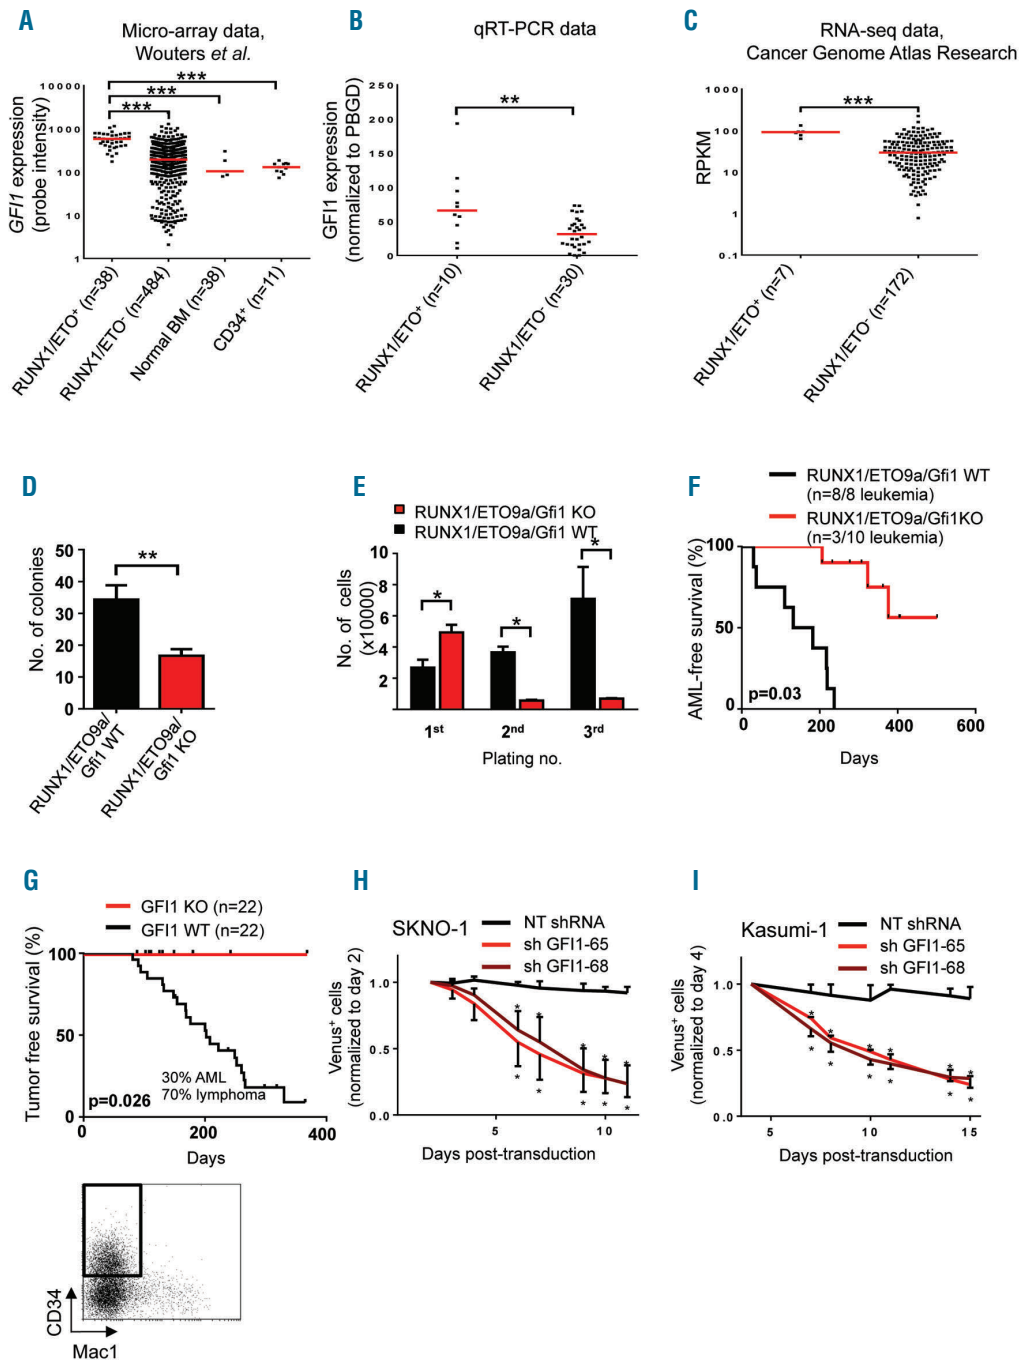 A
Micro-array data,
Wouters et al.
GFI1 expression
(probe intensity)
10000
1000
100
10
1
***
***
***
RUNX1/ETO+ (n=38)
RUNX1/ETO- (n=484)
Normal BM (n=38)
CD34+ (n=11)
B
qRT-PCR data
GFI1 expression
(normalized to PBGD)
250
200
150
100
50
0
**
RUNX1/ETO+ (n=10)
RUNX1/ETO- (n=30)
C
RNA-seq data,
Cancer Genome Atlas Research
RPKM
1000
100
10
1
0.1
***
RUNX1/ETO+ (n=7)
RUNX1/ETO- (n=172)
D
No. of colonies
50
40
30
20
10
0
**
RUNX1/ETO9a/
Gfi1 WT
RUNX1/ETO9a/
Gfi1 KO
E
RUNX1/ETO9a/Gfi1 KO
RUNX1/ETO9a/Gfi1 WT
No. of cells
(x10000)
10
8
6
4
2
*
*
*
1st 2nd 3rd
Plating no.
F
RUNX1/ETO9a/Gfi1 WT
(n=8/8 leukemia)
RUNX1/ETO9a/Gfi1KO
(n=3/10 leukemia)
AML-free survival (%)
100
50
0
p=0.03
0 200 400 600
Days
G
GFI1 KO (n=22)
GFI1 WT (n=22)
Tumor free survival (%)
100
50
0
30% AML
70% lymphoma
p=0.026
0 200 400
Days
CD34
Mac1
H
SKNO-1
NT shRNA
sh GFI1-65
sh GFI1-68
Venus+ cells
(normalized to day 2)
1.0
0.5
0.0
* *
* *
* * *
* * *
5 10
Days post-transduction
I
Kasumi-1
NT shRNA
sh GFI1-65
sh GFI1-68
Venus+ cells
(normalized to day 4)
1.0
0.5
0.0
* *
* *
* *
* *
* *
* *
5 10 15
Days post-transduction